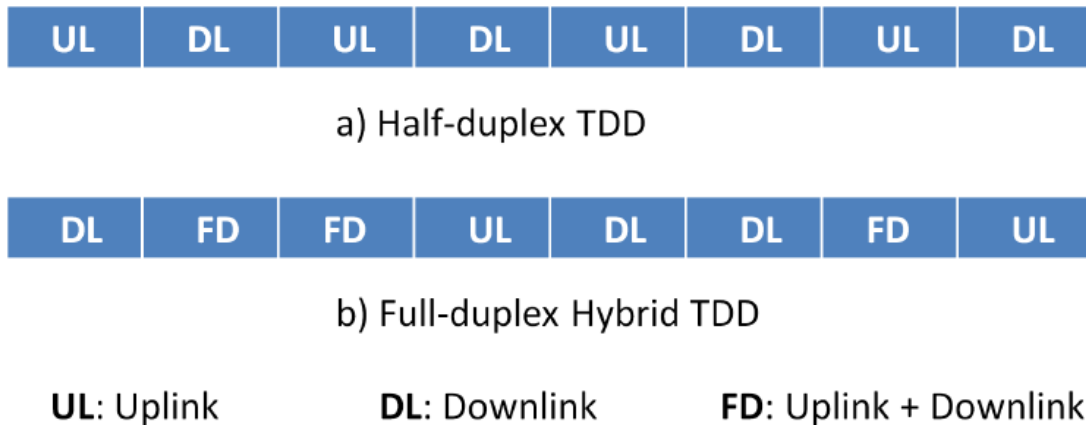 UL DL UL DL UL DL UL DL
a) Half-duplex TDD
DL FD FD UL DL DL FD UL
b) Full-duplex Hybrid TDD
UL: Uplink DL: Downlink FD: Uplink + Downlink